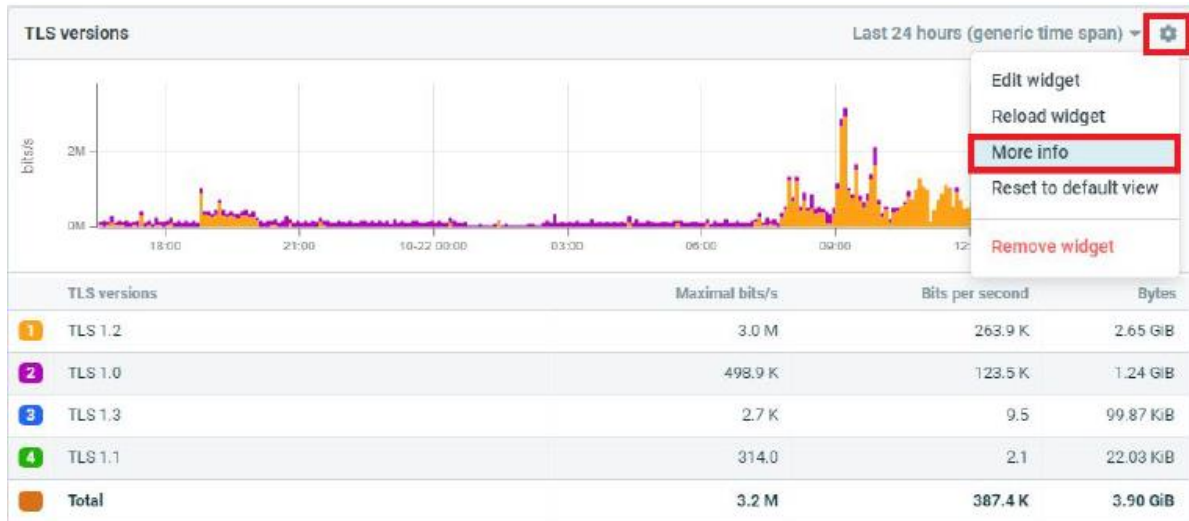 TLS versions Last 24 hours (generic time span)
Edit widget
Reload widget
More info
Reset to default view
Remove widget
bits/s
2M
0M
18:00 21:00 10-22 00:00 03:00 06:00 09:00 12:
TLS versions Maximal bits/s Bits per second Bytes
1 TLS 1.2 3.0 M 263.9 K 2.65 GiB
2 TLS 1.0 498.9 K 123.5 K 1.24 GiB
3 TLS 1.3 2.7 K 9.5 99.87 KiB
4 TLS 1.1 314.0 2.1 22.03 KiB
Total 3.2 M 387.4 K 3.90 GiB